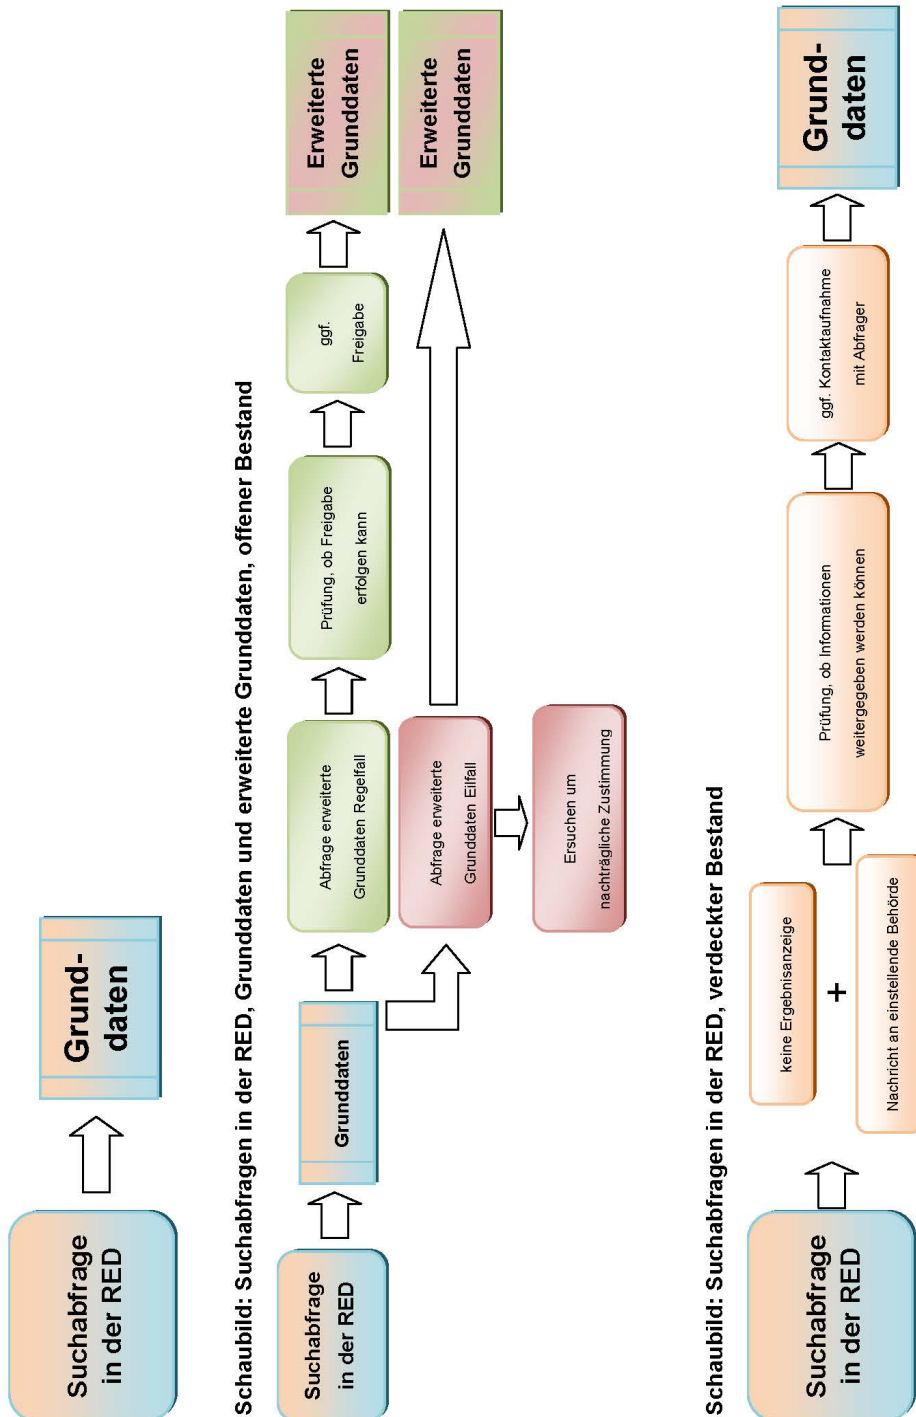 Suchabfrage
in der RED
Grund-
daten
Schaubild: Suchabfragen in der RED, Grunddaten und erweiterte Grunddaten, offener Bestand
Suchabfrage
in der RED
Grunddaten
Abfrage erweiterte
Grunddaten Regelfall
Prüfung, ob Freigabe
erfolgen kann
ggf.
Freigabe
Erweiterte
Grunddaten
Abfrage erweiterte
Grunddaten Eilfall
Erweiterte
Grunddaten
Ersuchen um
nachträgliche Zustimmung
Schaubild: Suchabfragen in der RED, verdeckter Bestand
Suchabfrage
in der RED
keine Ergebnisanzeige
+
Nachricht an einstellende Behörde
Prüfung, ob Informationen
weitergegeben werden können
ggf. Kontaktaufnahme
mit Abfrager
Grund-
daten